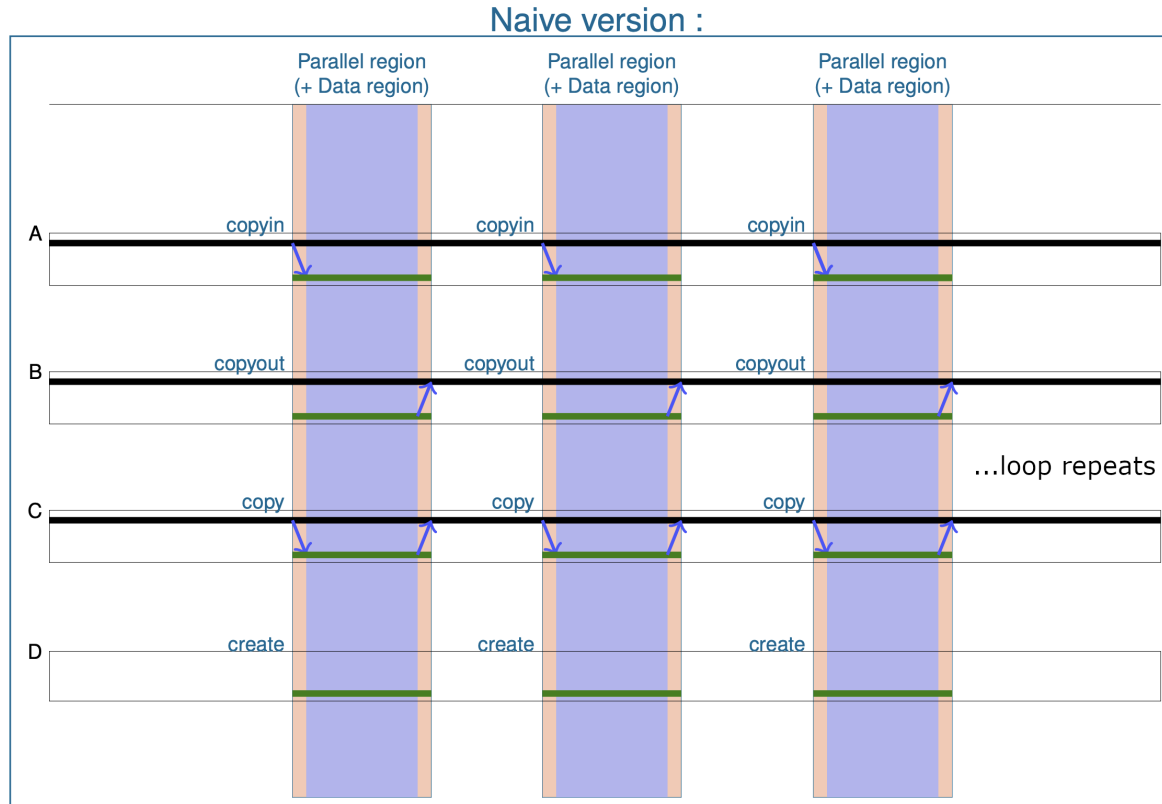 Naive version :
Parallel region
(+ Data region)
Parallel region
(+ Data region)
Parallel region
(+ Data region)
A
copyin
copyin
copyin
B
copyout
copyout
copyout
...loop repeats
C
copy
copy
copy
D
create
create
create